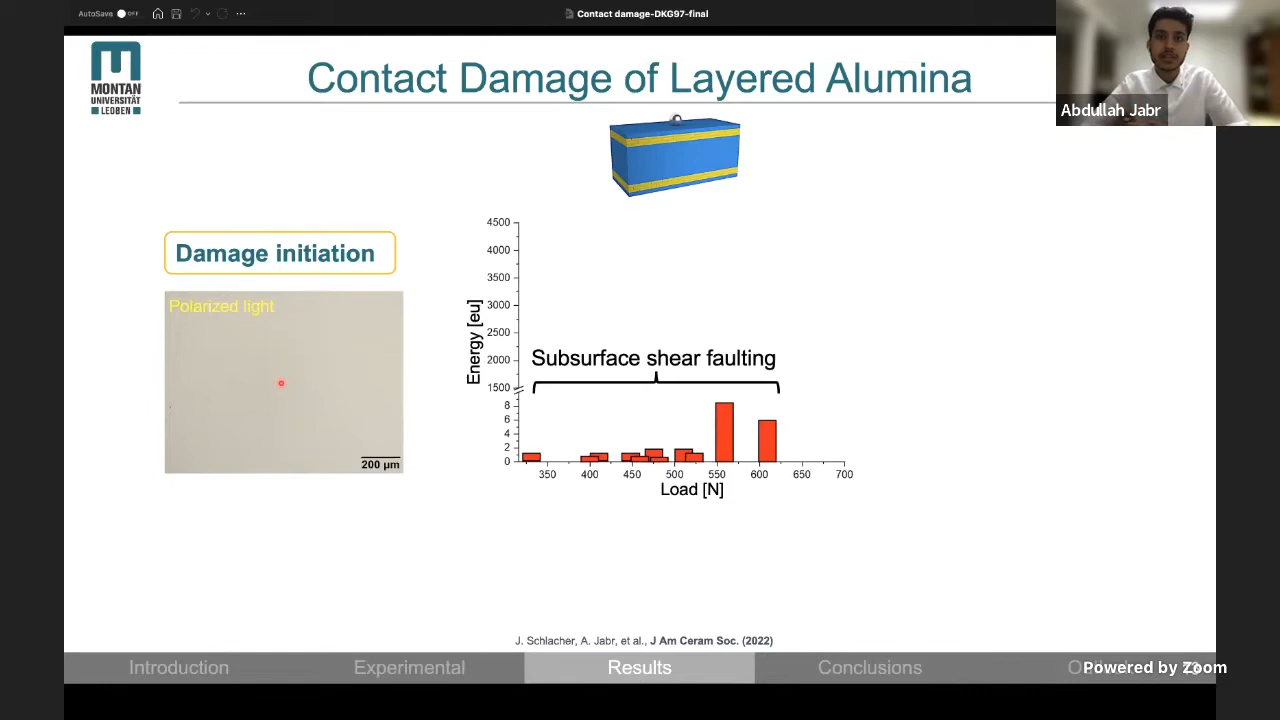 AutoSave OFF
Contact damage-DKG97-final
MONTAN
UNIVERSITÄT
LEOBEN
Contact Damage of Layered Alumina
Abdullah Jabr
Damage initiation
Polarized light
200 µm
Energy [eu]
4500
4000
3500
3000
2500
2000
1500
8
6
4
2
0
Subsurface shear faulting
350 400 450 500 550 600 650 700
Load [N]
J. Schlacher, A. Jabr, et al., J Am Ceram Soc. (2022)
Introduction Experimental Results Conclusions
Powered by Zoom